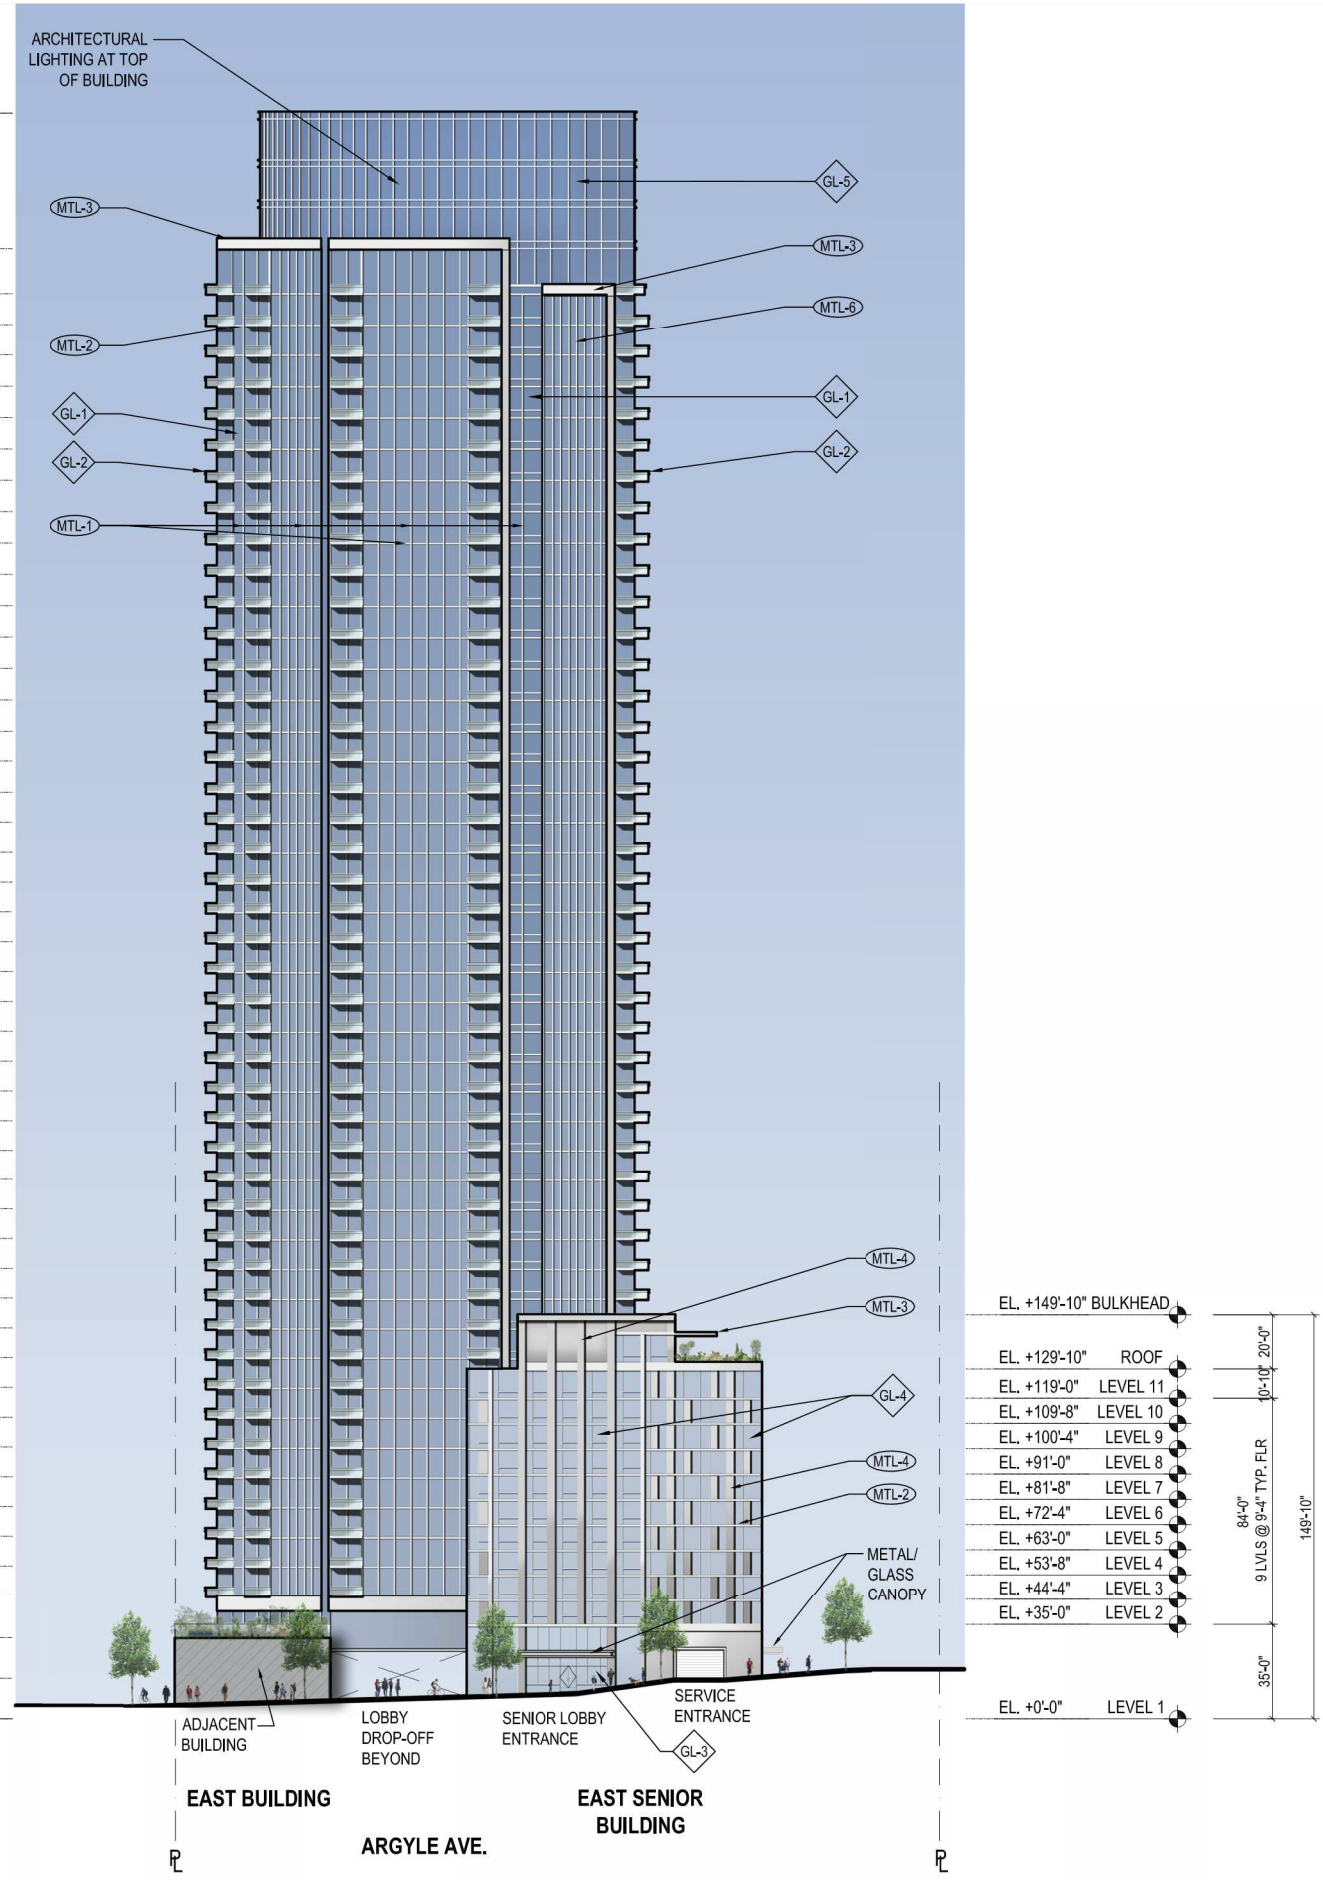 ARCHITECTURAL
LIGHTING AT TOP
OF BUILDING
GL-5
MTL-3
MTL-3
MTL-6
MTL-2
GL-1
GL-1
GL-2
GL-2
MTL-1
MTL-4
MTL-3
GL-4
MTL-4
MTL-2
METAL/
GLASS
CANOPY
EL. +149'-10" BULKHEAD
EL. +129'-10" ROOF
EL. +119'-0" LEVEL 11
EL. +109'-8" LEVEL 10
EL. +100'-4" LEVEL 9
EL. +91'-0" LEVEL 8
EL. +81'-8" LEVEL 7
EL. +72'-4" LEVEL 6
EL. +63'-0" LEVEL 5
EL. +53'-8" LEVEL 4
EL. +44'-4" LEVEL 3
EL. +35'-0" LEVEL 2
EL. +0'-0" LEVEL 1
20'-0"
10'-10"
84'-0"
9 LVLS @ 9'-4" TYP. FLR
35'-0"
149'-10"
ADJACENT
BUILDING
LOBBY
DROP-OFF
BEYOND
SENIOR LOBBY
ENTRANCE
SERVICE
ENTRANCE
GL-3
EAST BUILDING
EAST SENIOR
BUILDING
ARGYLE AVE.
PL
PL